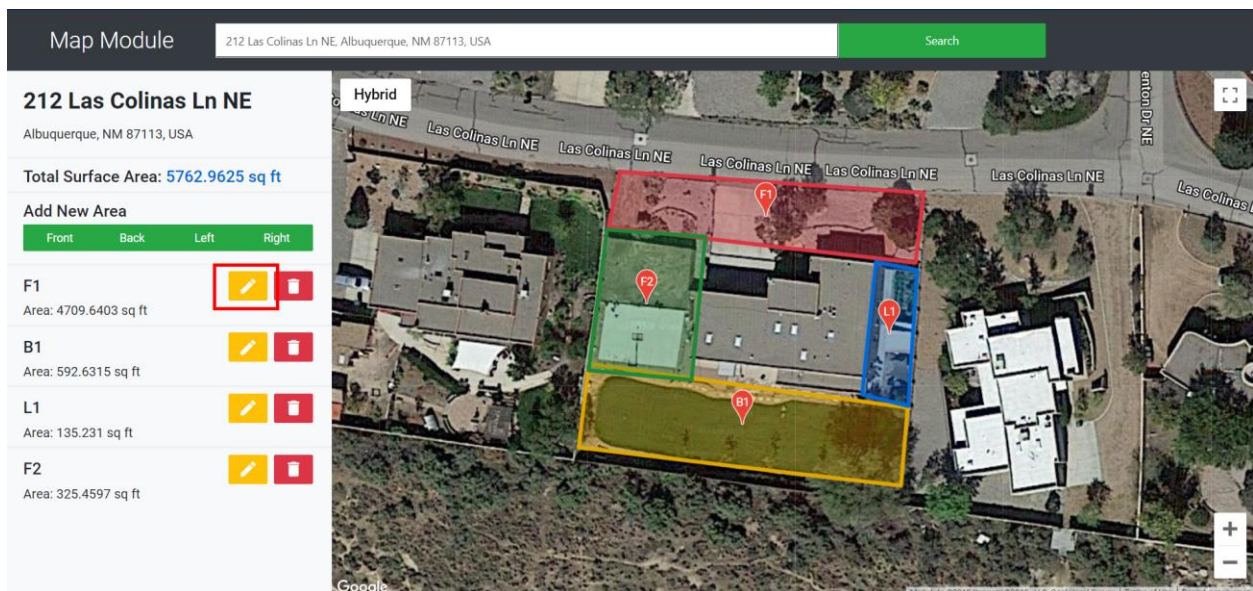 Map Module
212 Las Colinas Ln NE, Albuquerque, NM 87113, USA
Search
212 Las Colinas Ln NE
Albuquerque, NM 87113, USA
Total Surface Area: 5762.9625 sq ft
Add New Area
Front Back Left Right
F1
Area: 4709.6403 sq ft
B1
Area: 592.6315 sq ft
L1
Area: 135.231 sq ft
F2
Area: 325.4597 sq ft
Hybrid
Ln NE
Las Colinas Ln NE
Las Colinas Ln NE
Las Colinas Ln NE
Las Colinas Ln NE
Las Colinas Ln NE
Las Colinas
enton Dr NE
F1
F2
L1
B1
+
−
Google